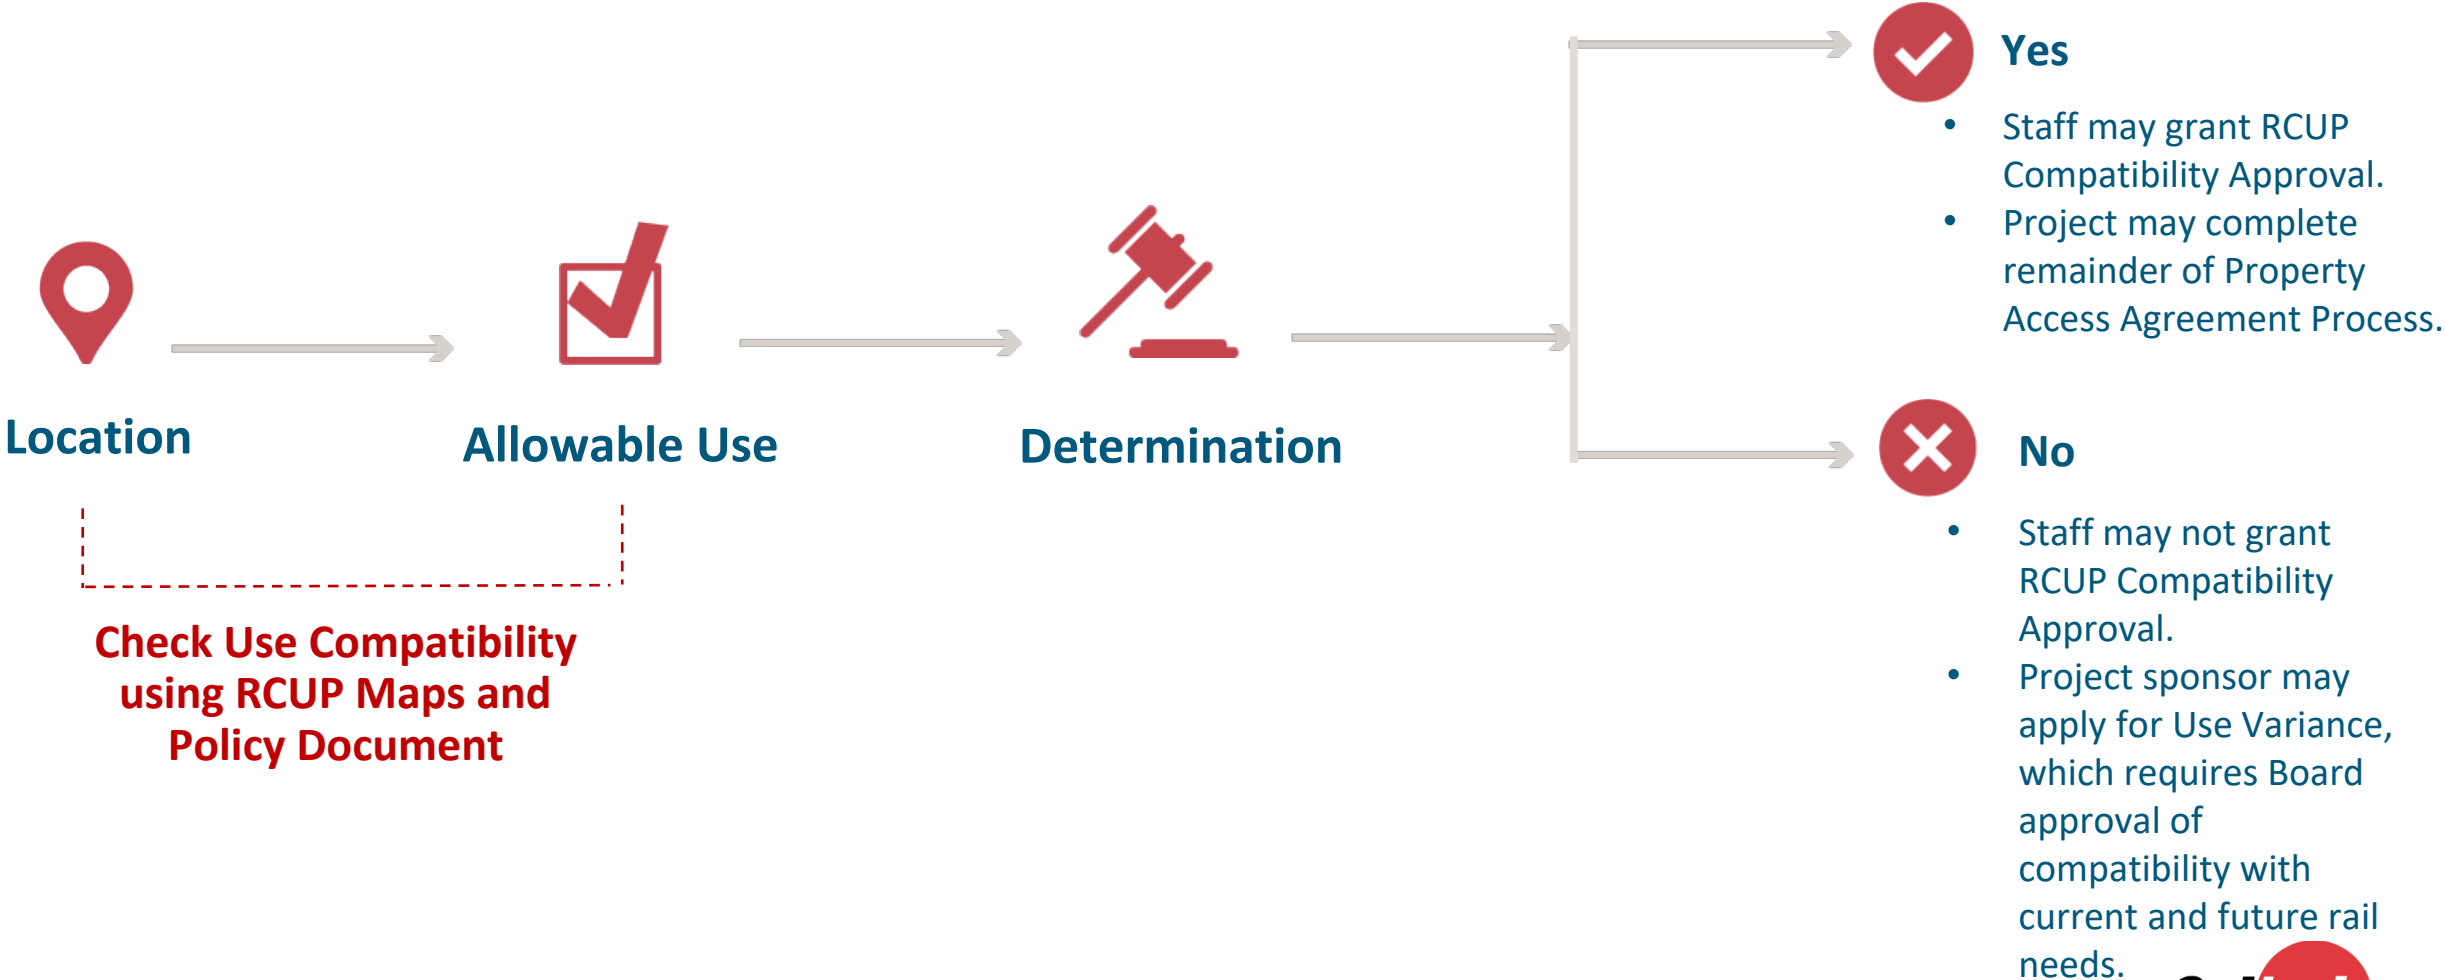 Location
Allowable Use
Determination
Check Use Compatibility
using RCUP Maps and
Policy Document
Yes
• Staff may grant RCUP
Compatibility Approval.
• Project may complete
remainder of Property
Access Agreement Process.
No
• Staff may not grant
RCUP Compatibility
Approval.
• Project sponsor may
apply for Use Variance,
which requires Board
approval of
compatibility with
current and future rail
needs.